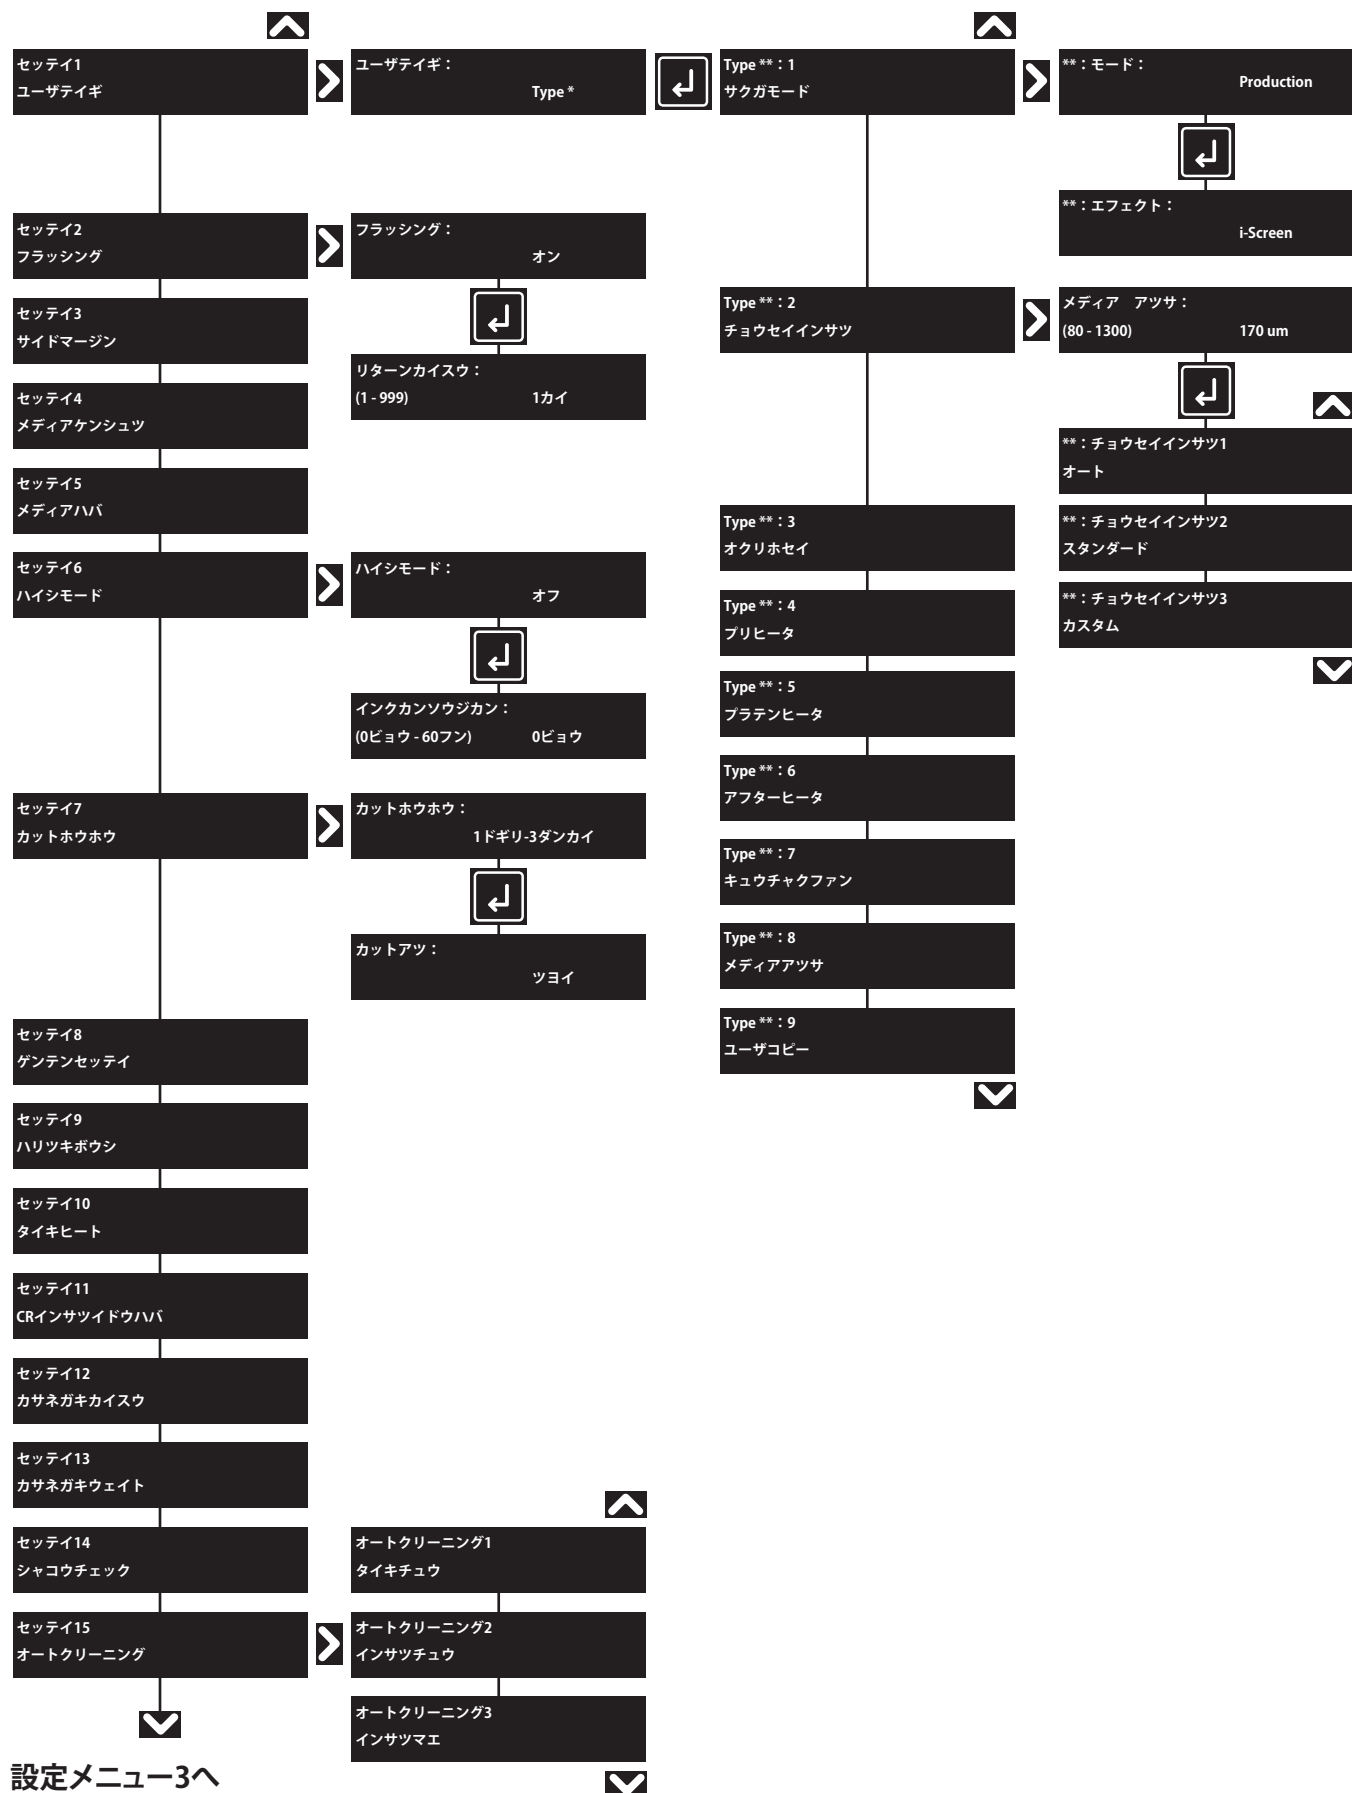 セッテイ1
ユーザテイギ
ユーザテイギ：
Type *
Type **：1
サクガモード
**：モード：
Production
**：エフェクト：
i-Screen
セッテイ2
フラッシング
フラッシング：
オン
リターンカイスウ：
(1 - 999) 1カイ
セッテイ3
サイドマージン
セッテイ4
メディアケンシュツ
セッテイ5
メディアハバ
セッテイ6
ハイシモード
ハイシモード：
オフ
インクカンソウジカン：
(0ビョウ - 60フン) 0ビョウ
セッテイ7
カットホウホウ
カットホウホウ：
1ドギリ-3ダンカイ
カットアツ：
ツヨイ
セッテイ8
ゲンテンセッテイ
セッテイ9
ハリツキボウシ
セッテイ10
タイキヒート
セッテイ11
CRインサツイドウハバ
セッテイ12
カサネガキカイスウ
セッテイ13
カサネガキウェイト
セッテイ14
シャコウチェック
セッテイ15
オートクリーニング
オートクリーニング1
タイキチュウ
オートクリーニング2
インサツチュウ
オートクリーニング3
インサツマエ
Type **：2
チョウセイインサツ
メディア　アツサ：
(80 - 1300) 170 um
**：チョウセイインサツ1
オート
**：チョウセイインサツ2
スタンダード
**：チョウセイインサツ3
カスタム
Type **：3
オクリホセイ
Type **：4
プリヒータ
Type **：5
プラテンヒータ
Type **：6
アフターヒータ
Type **：7
キュウチャクファン
Type **：8
メディアアツサ
Type **：9
ユーザコピー
設定メニュー3へ